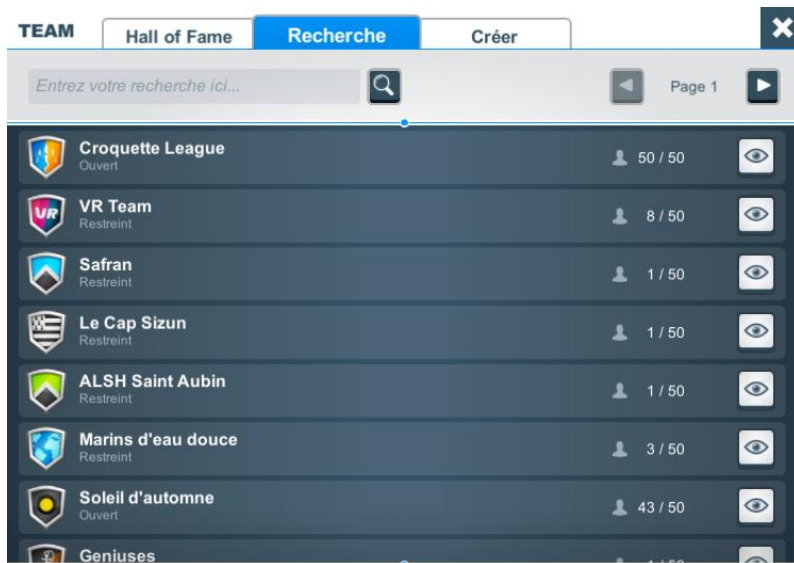 TEAM Hall of Fame Recherche Créer
Entrez votre recherche ici... Page 1
Croquette League 50 / 50
Ouvert
VR VR Team 8 / 50
Restreint
Safran 1 / 50
Restreint
Le Cap Sizun 1 / 50
Restreint
ALSH Saint Aubin 1 / 50
Restreint
Marins d'eau douce 3 / 50
Restreint
Soleil d'automne 43 / 50
Ouvert
Geniuses